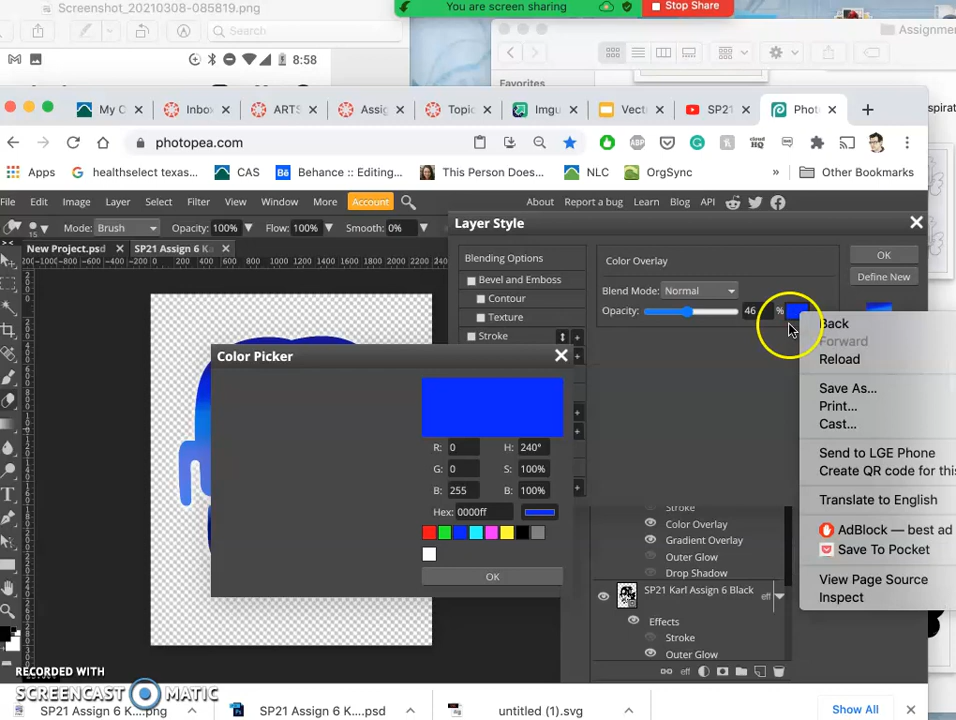 Screenshot_20210308-085819.png
You are screen sharing
Stop Share
Search
8:58
Assignme
Favorites
My C
Inbo
ARTS
Assig
Topic
Imgu
Vecti
SP21
Phot
photopea.com
Apps
healthselect texas...
CAS
Behance :: Editing...
This Person Does...
NLC
OrgSync
»
Other Bookmarks
File Edit Image Layer Select Filter View Window More Account
About Report a bug Learn Blog API
Mode: Brush Opacity: 100% Flow: 100% Smooth: 0%
New Project.psd
SP21 Assign 6 Ka
Layer Style
Blending Options
Bevel and Emboss
Contour
Texture
Stroke
Color Overlay
Blend Mode: Normal
Opacity: 46 %
OK
Define New
Back
Forward
Reload
Save As...
Print...
Cast...
Send to LGE Phone
Create QR code for this
Translate to English
AdBlock — best ad
Save To Pocket
View Page Source
Inspect
Color Picker
R: 0 H: 240°
G: 0 S: 100%
B: 255 B: 100%
Hex: 0000ff
OK
Stroke
Color Overlay
Gradient Overlay
Outer Glow
Drop Shadow
SP21 Karl Assign 6 Black
eff
Effects
Stroke
Outer Glow
eff
RECORDED WITH
SCREENCAST MATIC
SP21 Assign 6 K....png
SP21 Assign 6 K....psd
untitled (1).svg
Show All